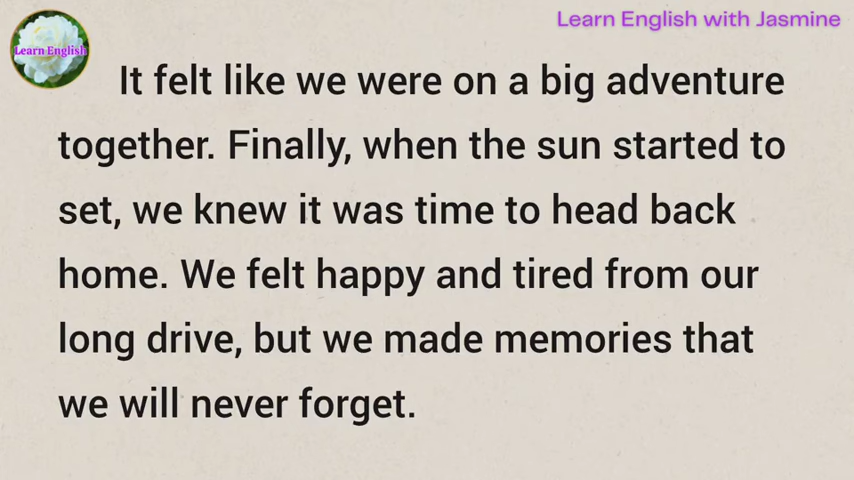 Learn English with Jasmine
Learn English
It felt like we were on a big adventure
together. Finally, when the sun started to
set, we knew it was time to head back
home. We felt happy and tired from our
long drive, but we made memories that
we will never forget.